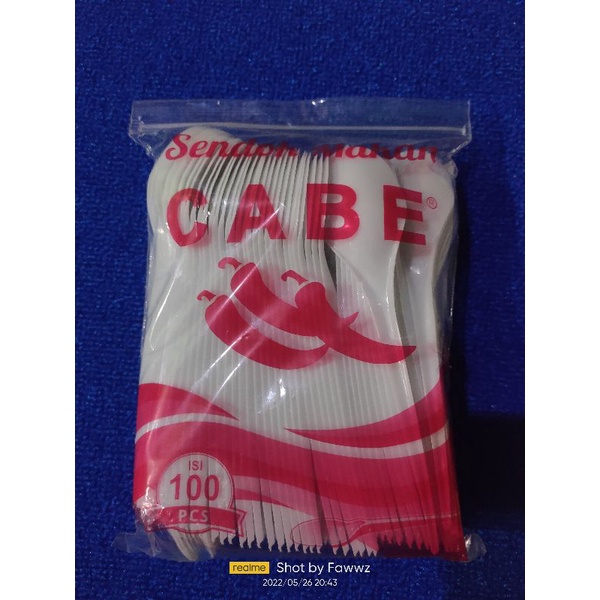 Sendok Makan
CABE®
ISI
100
PCS
realme Shot by Fawwz
2022/05/26 20:43